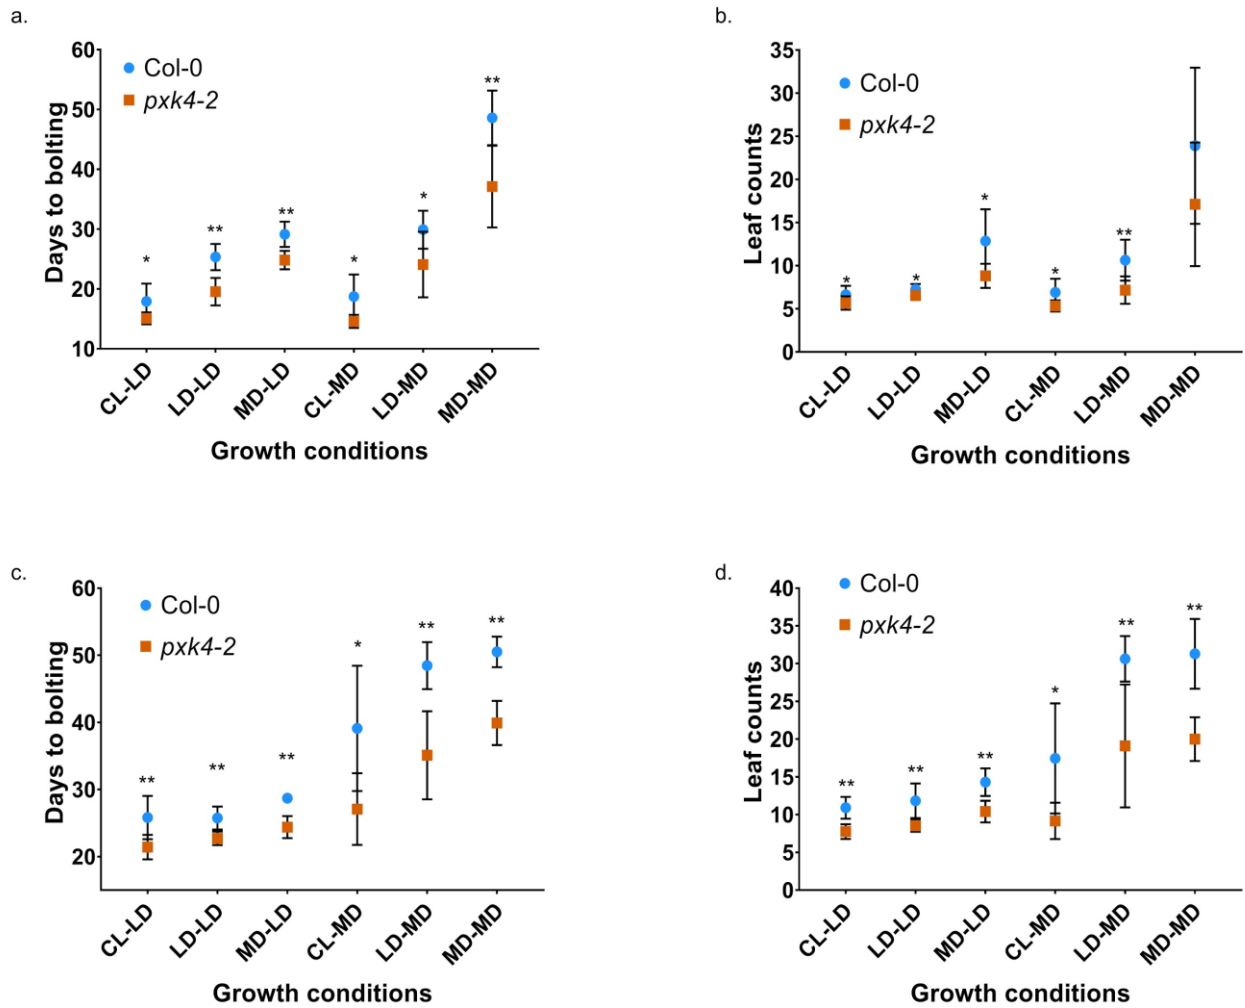 a.
60
50
40
30
20
10
Days to bolting
Col-0
pxk4-2
*
**
**
*
*
**
CL-LD
LD-LD
MD-LD
CL-MD
LD-MD
MD-MD
Growth conditions
b.
35
30
25
20
15
10
5
0
Leaf counts
Col-0
pxk4-2
*
*
*
*
**
CL-LD
LD-LD
MD-LD
CL-MD
LD-MD
MD-MD
Growth conditions
c.
60
50
40
30
20
Days to bolting
Col-0
pxk4-2
**
**
**
*
**
**
CL-LD
LD-LD
MD-LD
CL-MD
LD-MD
MD-MD
Growth conditions
d.
40
35
30
25
20
15
10
5
0
Leaf counts
Col-0
pxk4-2
**
**
**
*
**
**
CL-LD
LD-LD
MD-LD
CL-MD
LD-MD
MD-MD
Growth conditions